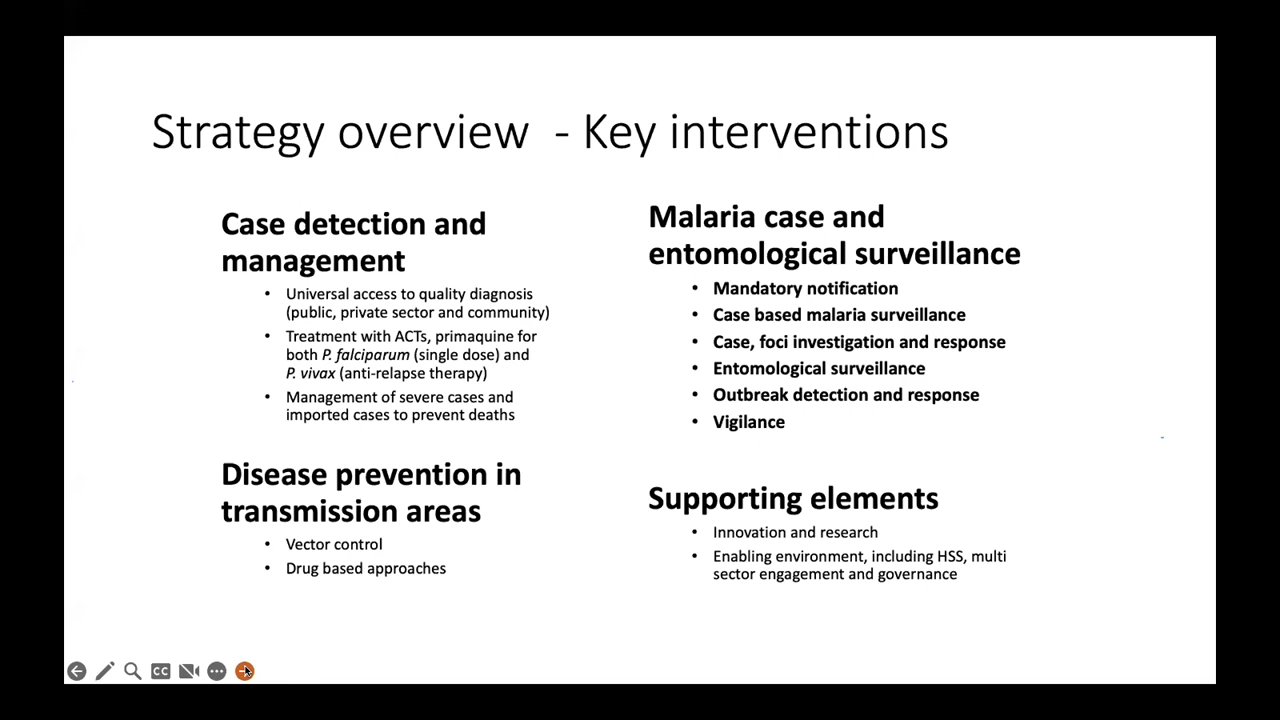 Strategy overview  - Key interventions
Case detection and
management
• Universal access to quality diagnosis
(public, private sector and community)
• Treatment with ACTs, primaquine for
both P. falciparum (single dose) and
P. vivax (anti-relapse therapy)
• Management of severe cases and
imported cases to prevent deaths
Disease prevention in
transmission areas
• Vector control
• Drug based approaches
Malaria case and
entomological surveillance
• Mandatory notification
• Case based malaria surveillance
• Case, foci investigation and response
• Entomological surveillance
• Outbreak detection and response
• Vigilance
Supporting elements
• Innovation and research
• Enabling environment, including HSS, multi
sector engagement and governance
CC